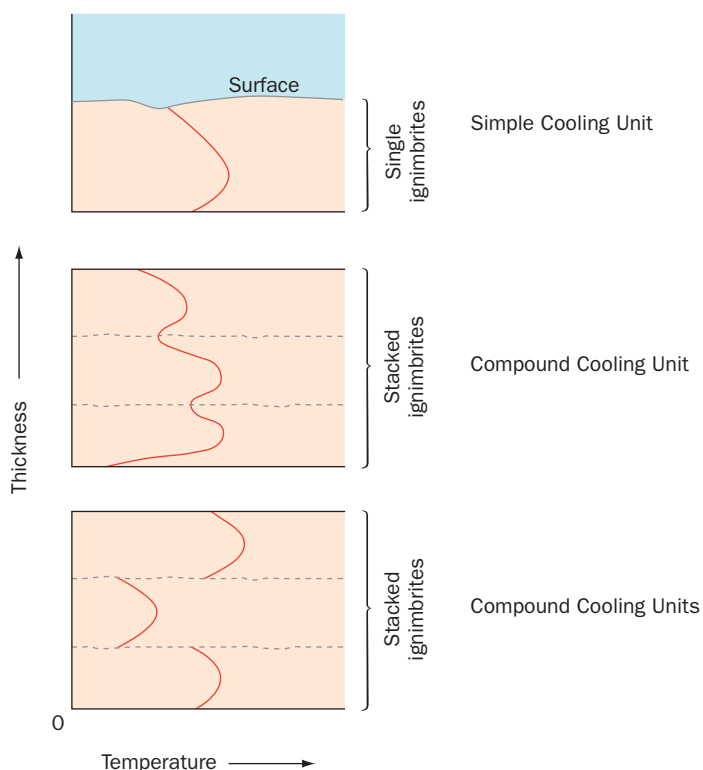 Surface
Single
ignimbrites
Simple Cooling Unit
Stacked
ignimbrites
Compound Cooling Unit
Thickness
Stacked
ignimbrites
Compound Cooling Units
0
Temperature